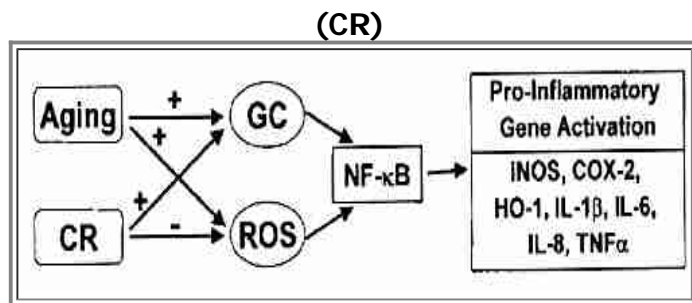 (CR)
Aging
+
+
GC
Pro-Inflammatory
Gene Activation
NF-κB
INOS, COX-2,
HO-1, IL-1β, IL-6,
IL-8, TNFα
+
CR
-
ROS